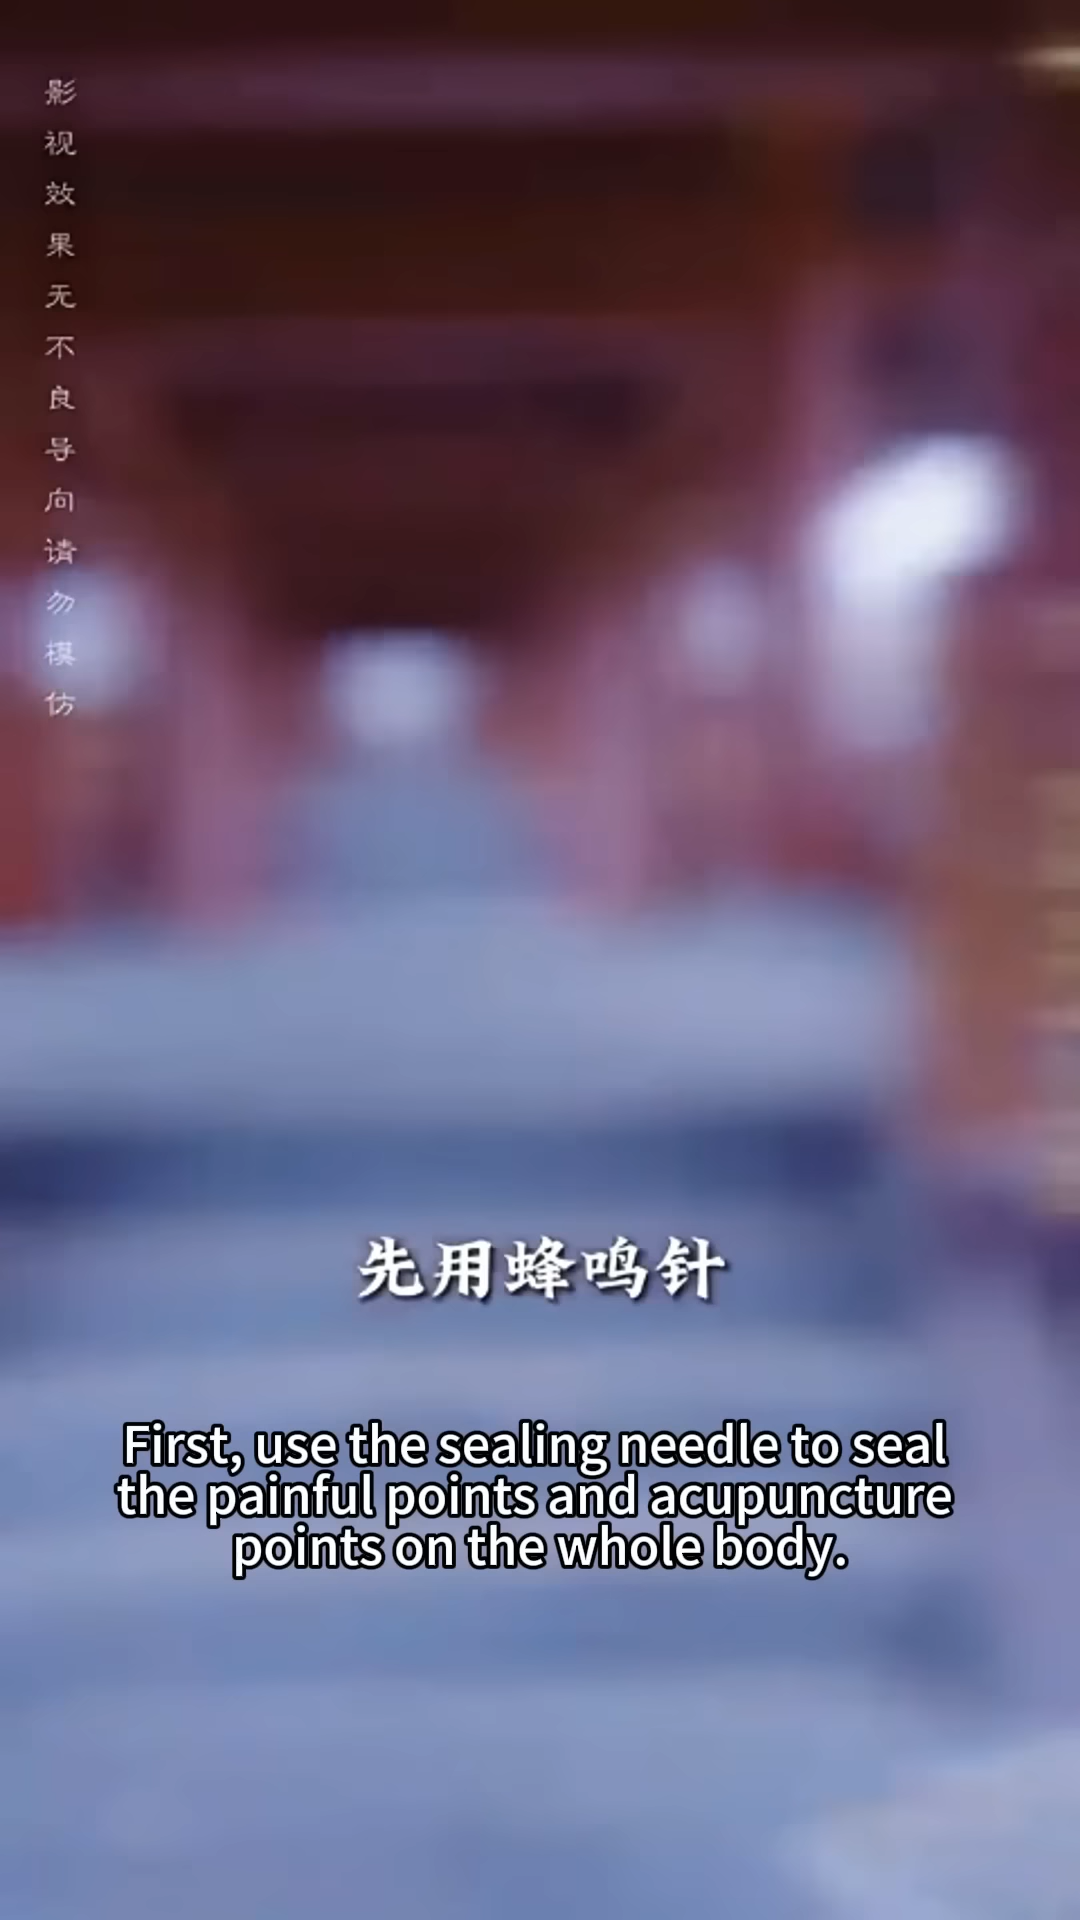 影视效果无不良导向请勿模仿
先用蜂鸣针
First, use the sealing needle to seal
the painful points and acupuncture
points on the whole body.